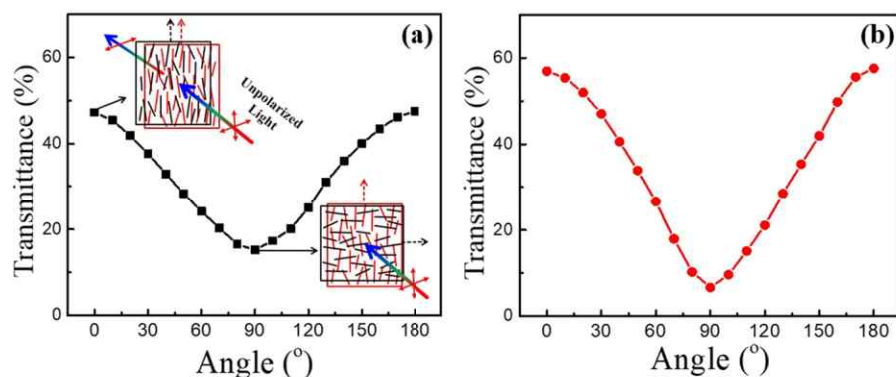 (a)
Unpolarized
Light
60
40
20
0
Transmittance (%)
0 30 60 90 120 150 180
Angle (o)
(b)
60
40
20
0
Transmittance (%)
0 30 60 90 120 150 180
Angle (o)